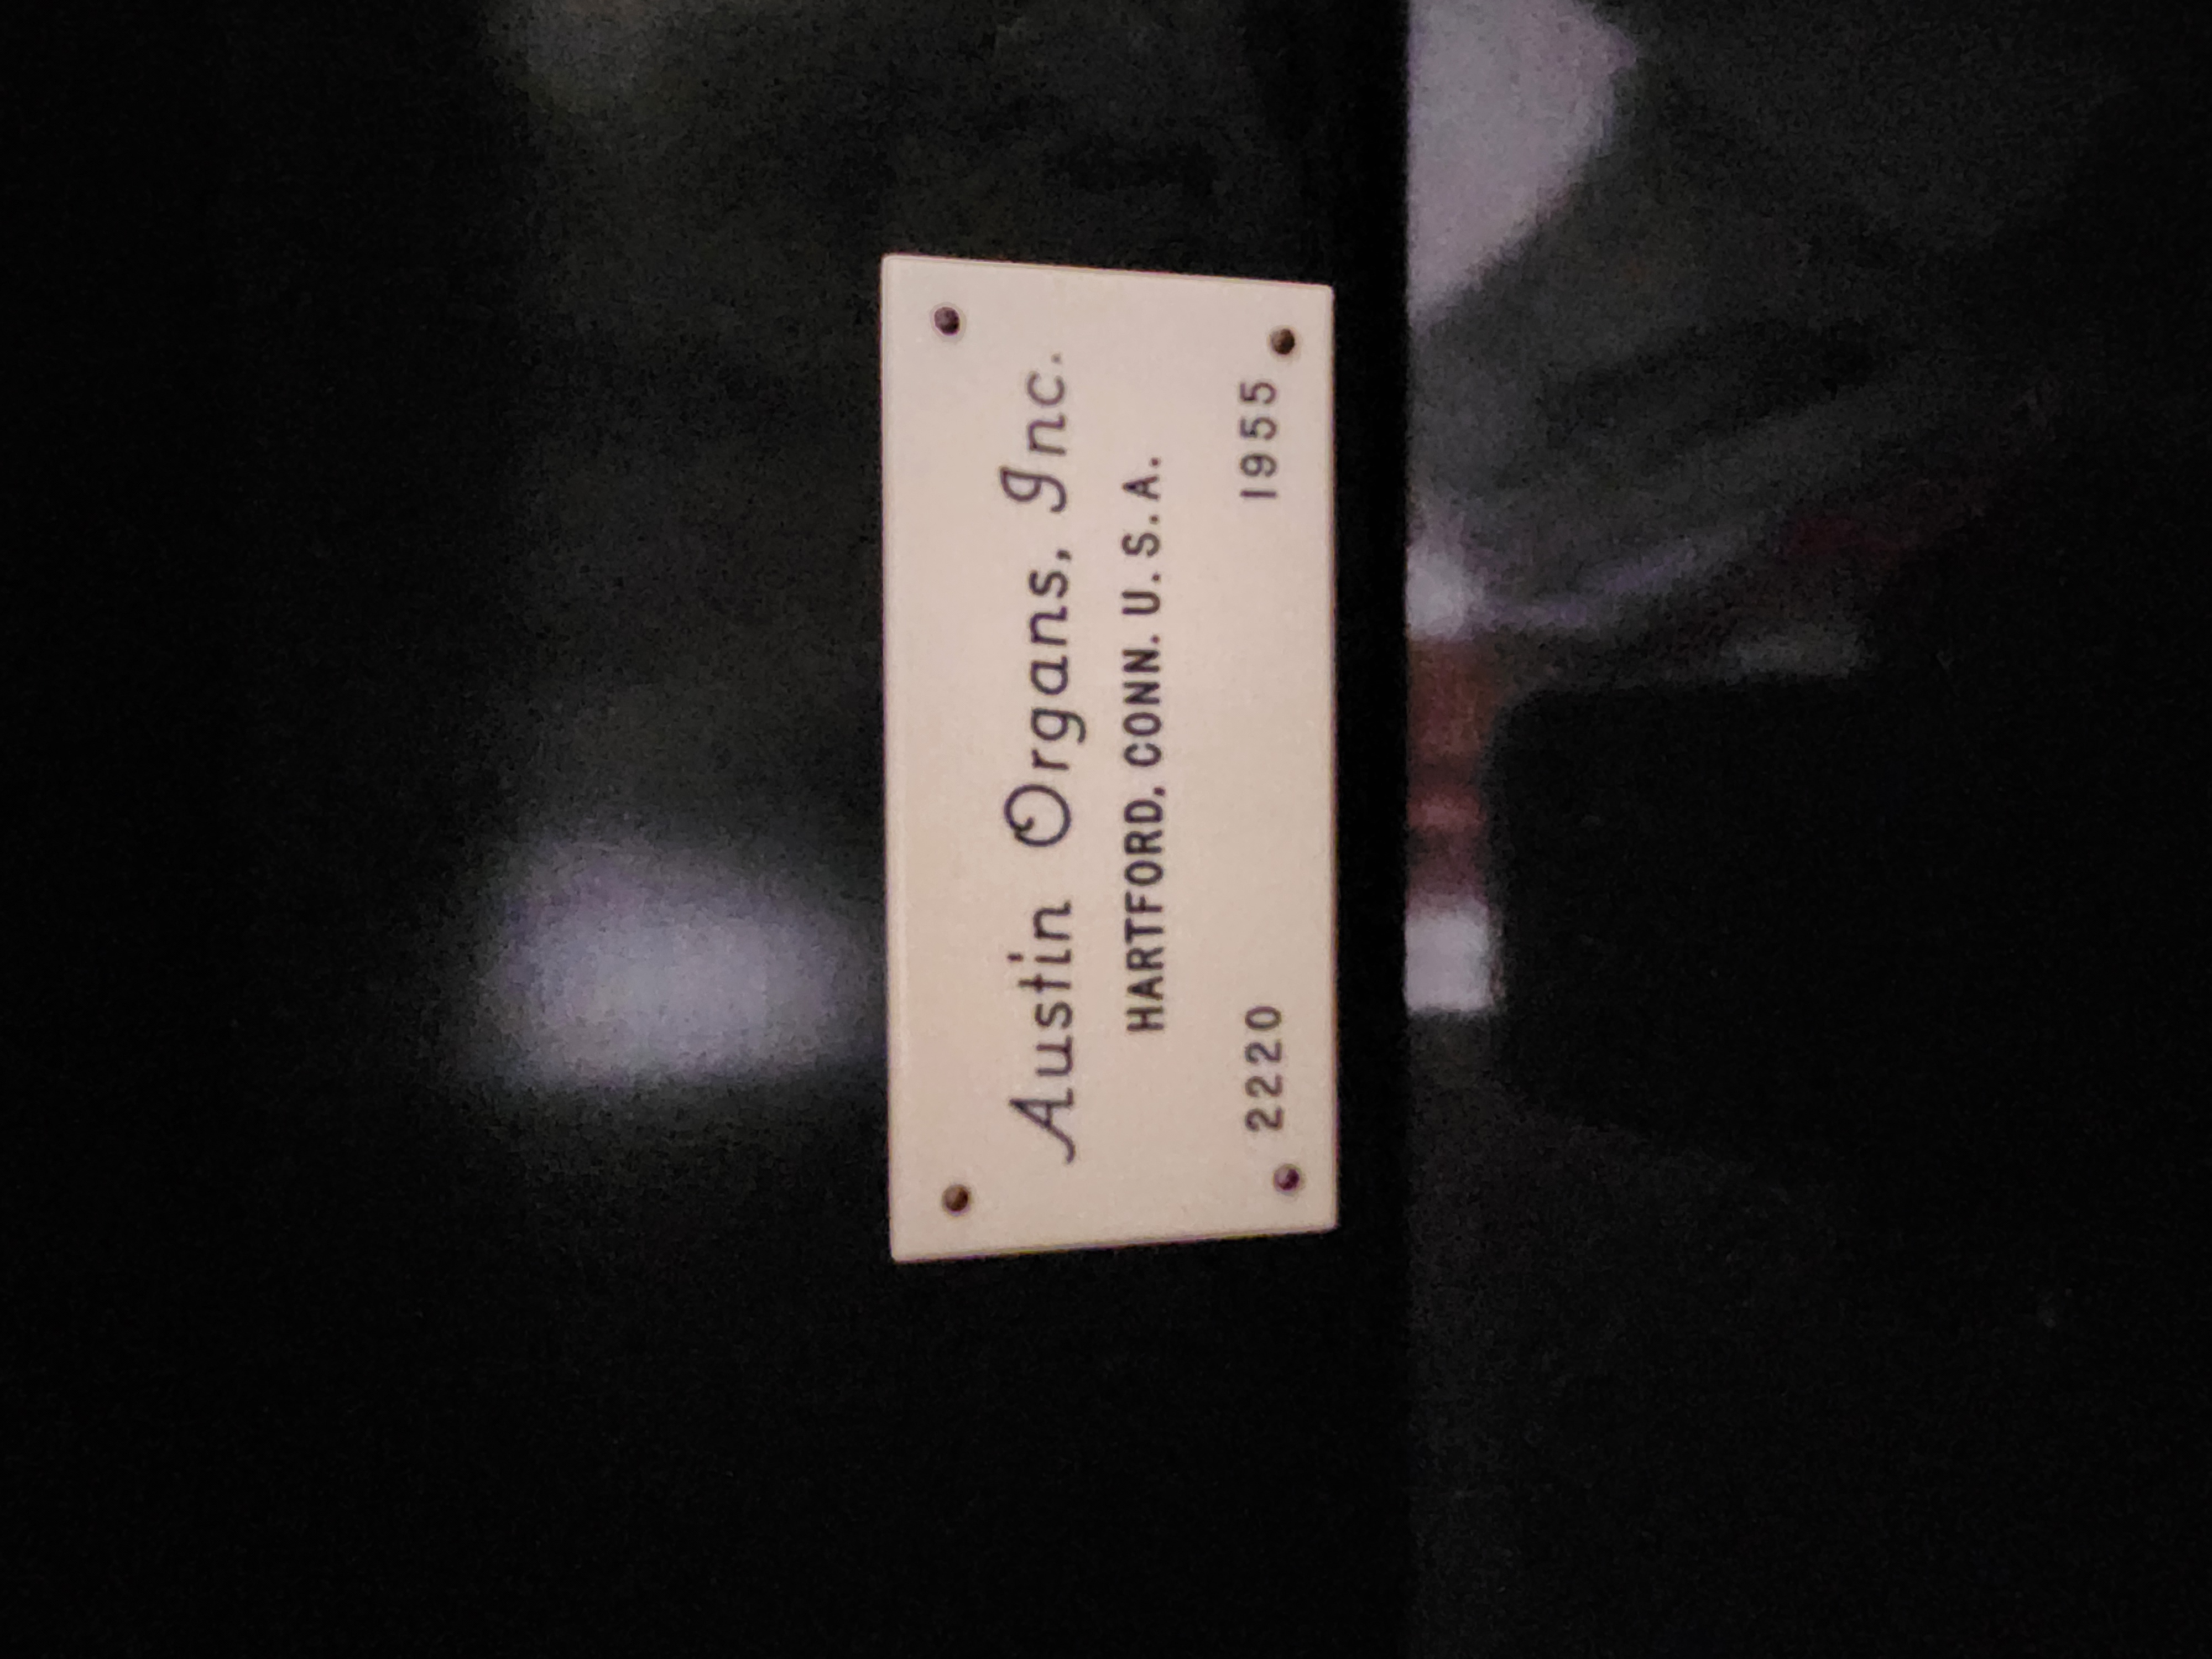 Austin Organs, Inc.
HARTFORD, CONN. U.S.A.
2220 1955